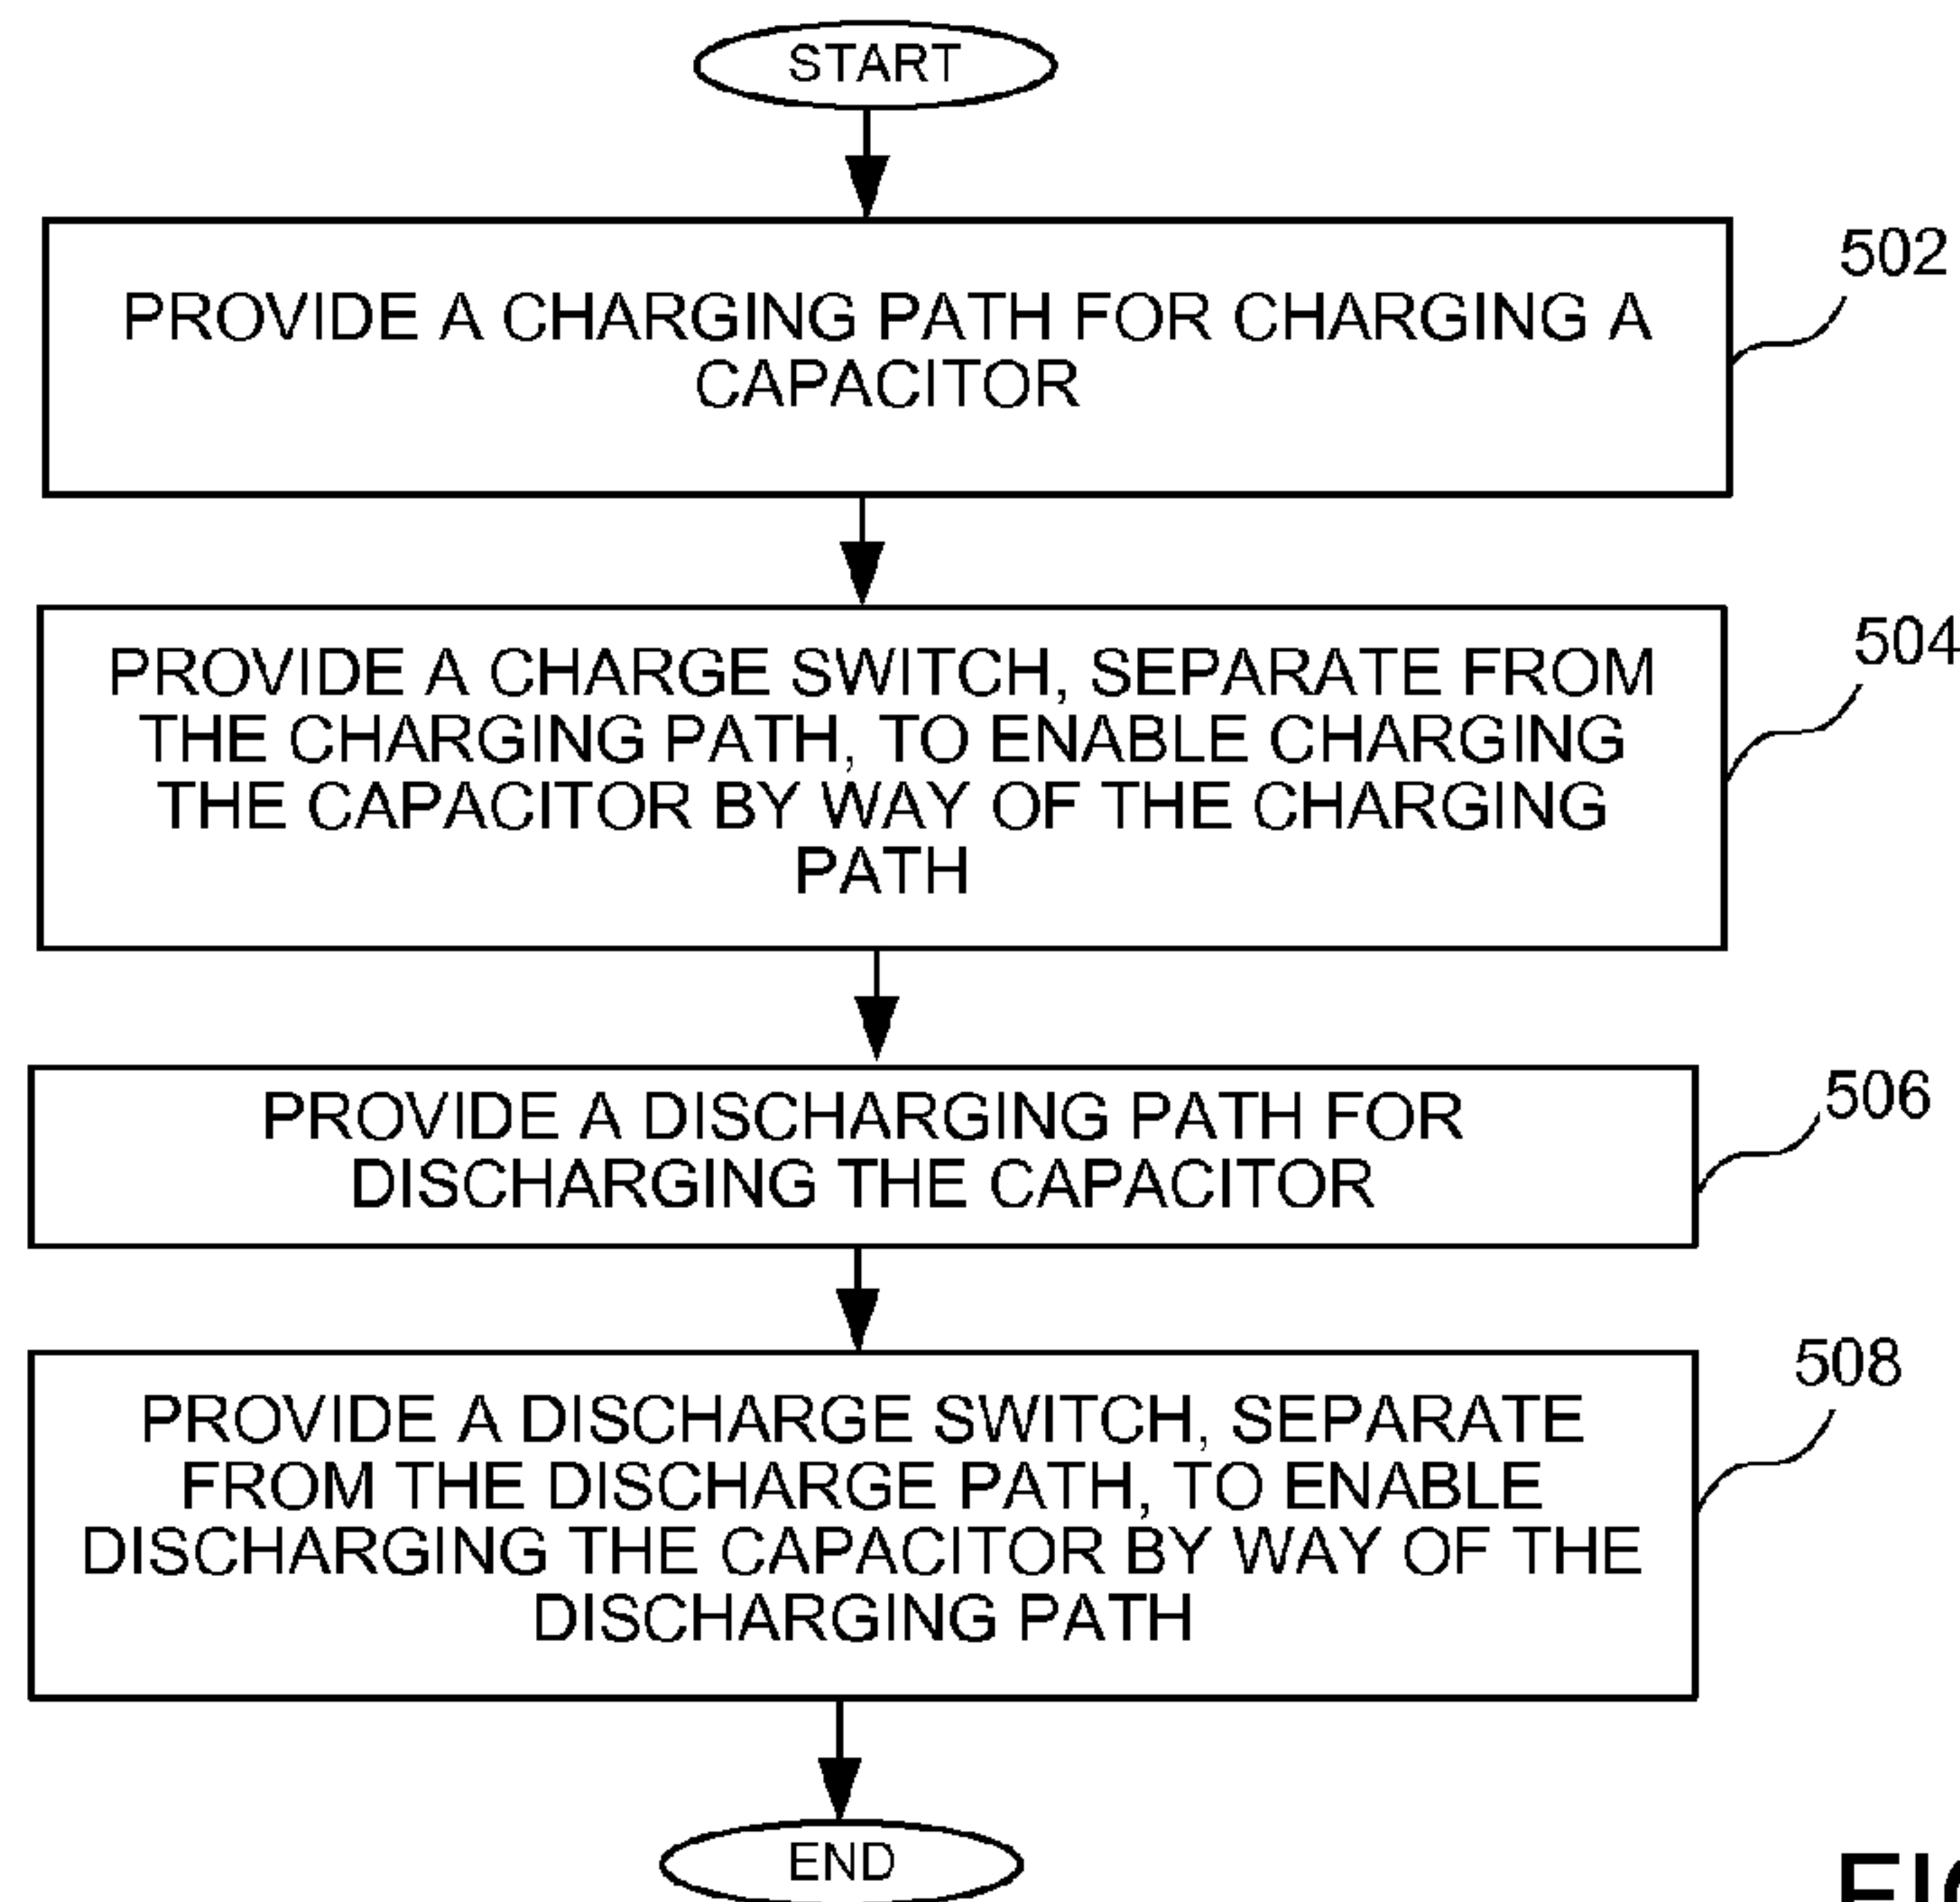 START
PROVIDE A CHARGING PATH FOR CHARGING A
CAPACITOR
502
PROVIDE A CHARGE SWITCH, SEPARATE FROM
THE CHARGING PATH, TO ENABLE CHARGING
THE CAPACITOR BY WAY OF THE CHARGING
PATH
504
PROVIDE A DISCHARGING PATH FOR
DISCHARGING THE CAPACITOR
506
PROVIDE A DISCHARGE SWITCH, SEPARATE
FROM THE DISCHARGE PATH, TO ENABLE
DISCHARGING THE CAPACITOR BY WAY OF THE
DISCHARGING PATH
508
END